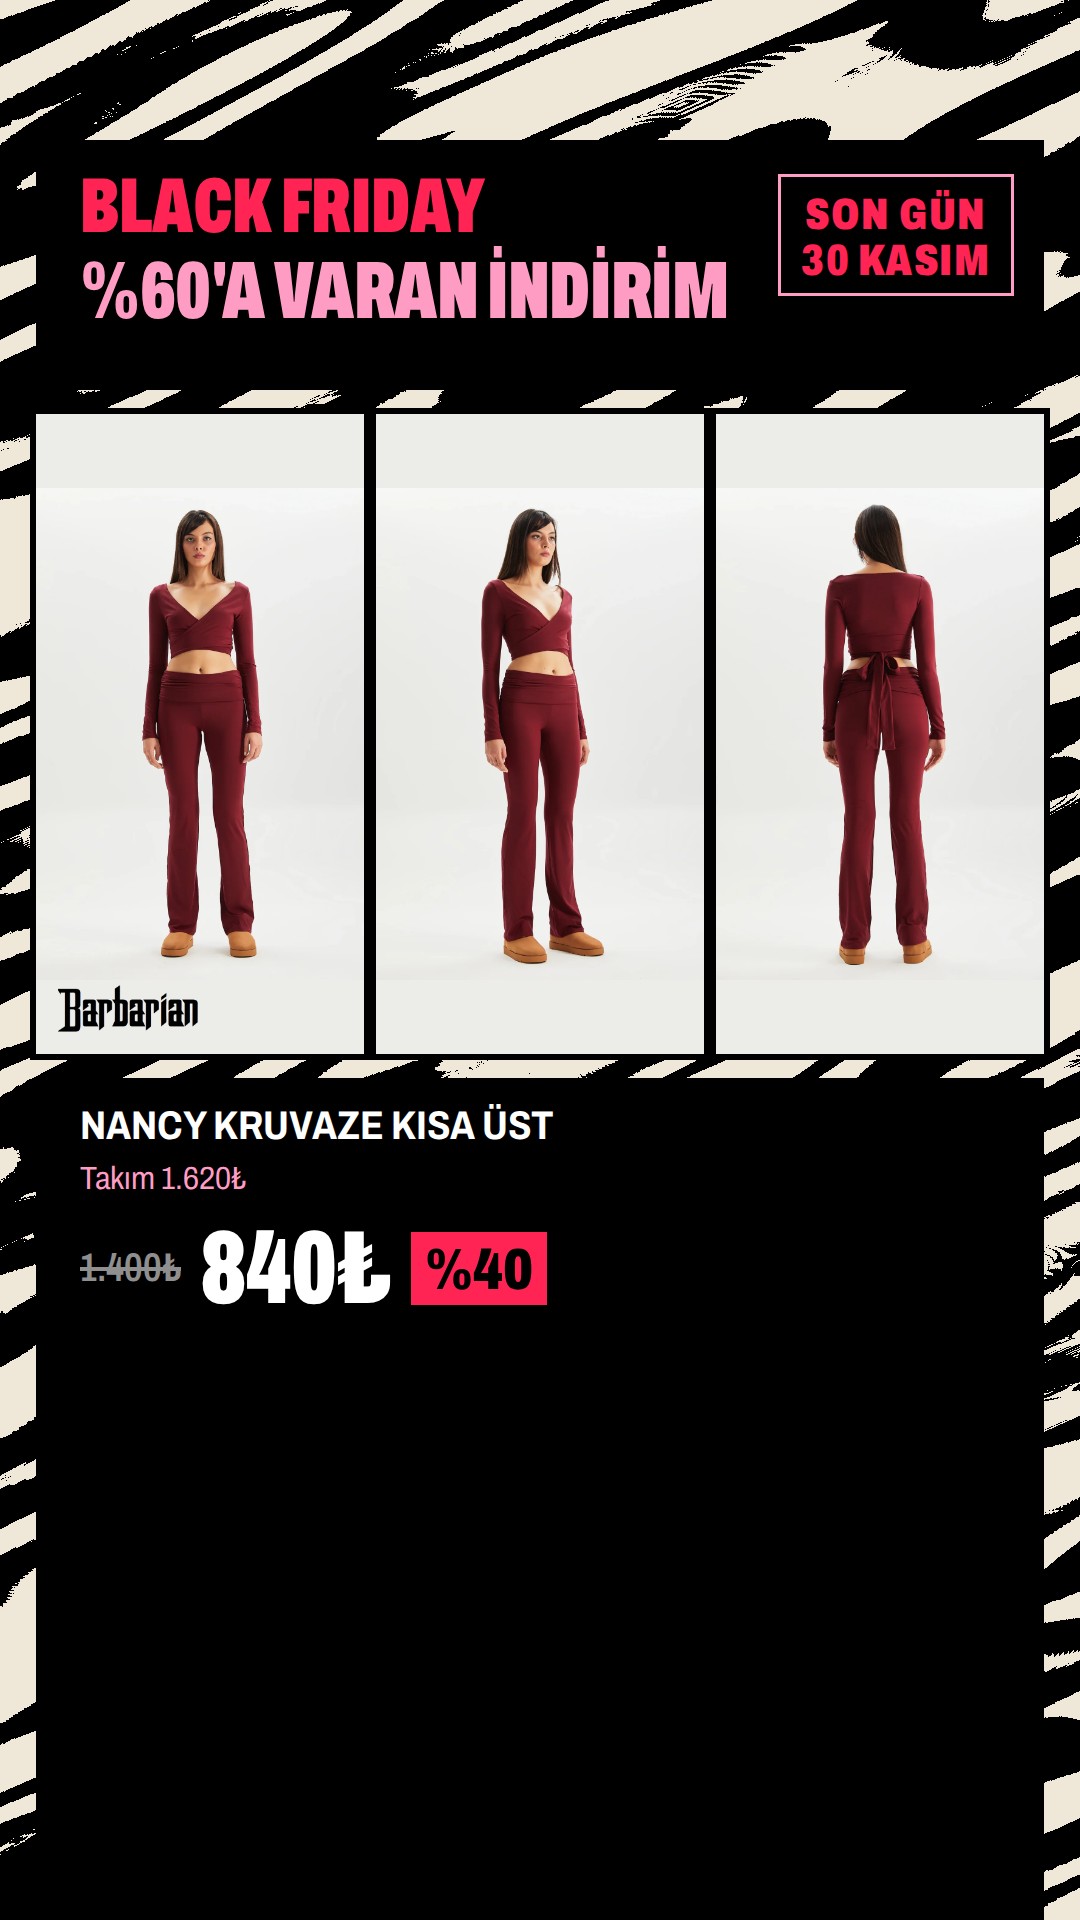 BLACK FRIDAY
%60'A VARAN İNDİRİM
SON GÜN
30 KASIM
Barbarian
NANCY KRUVAZE KISA ÜST
Takım 1.620₺
1.400₺ 840₺ %40